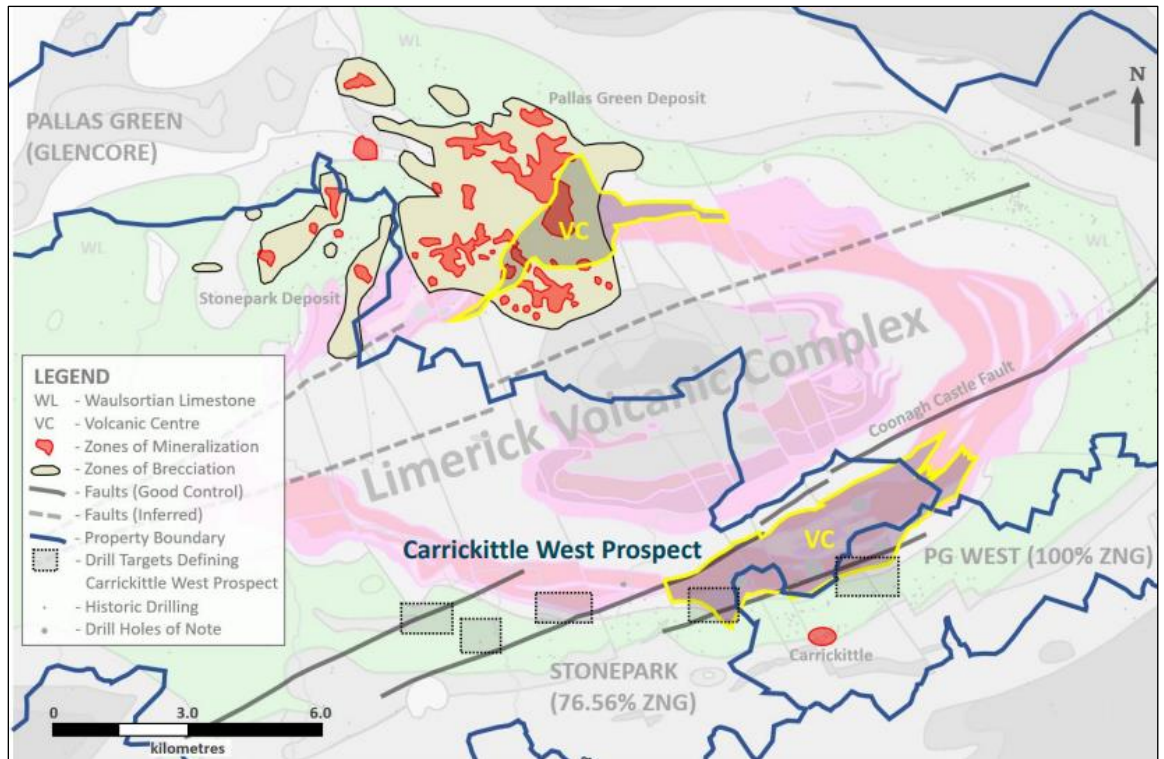 WL
PALLAS GREEN
(GLENCORE)
Pallas Green Deposit
N
WL
VC
WL
Stonepark Deposit
Limerick Volcanic Complex
Coonagh Castle Fault
LEGEND
WL - Waulsortian Limestone
VC - Volcanic Centre
- Zones of Mineralization
- Zones of Brecciation
- Faults (Good Control)
- Faults (Inferred)
- Property Boundary
- Drill Targets Defining
Carrickittle West Prospect
- Historic Drilling
- Drill Holes of Note
Carrickittle West Prospect
VC
PG WEST (100% ZNG)
Carrickittle
STONEPARK
(76.56% ZNG)
0 3.0 6.0
kilometres